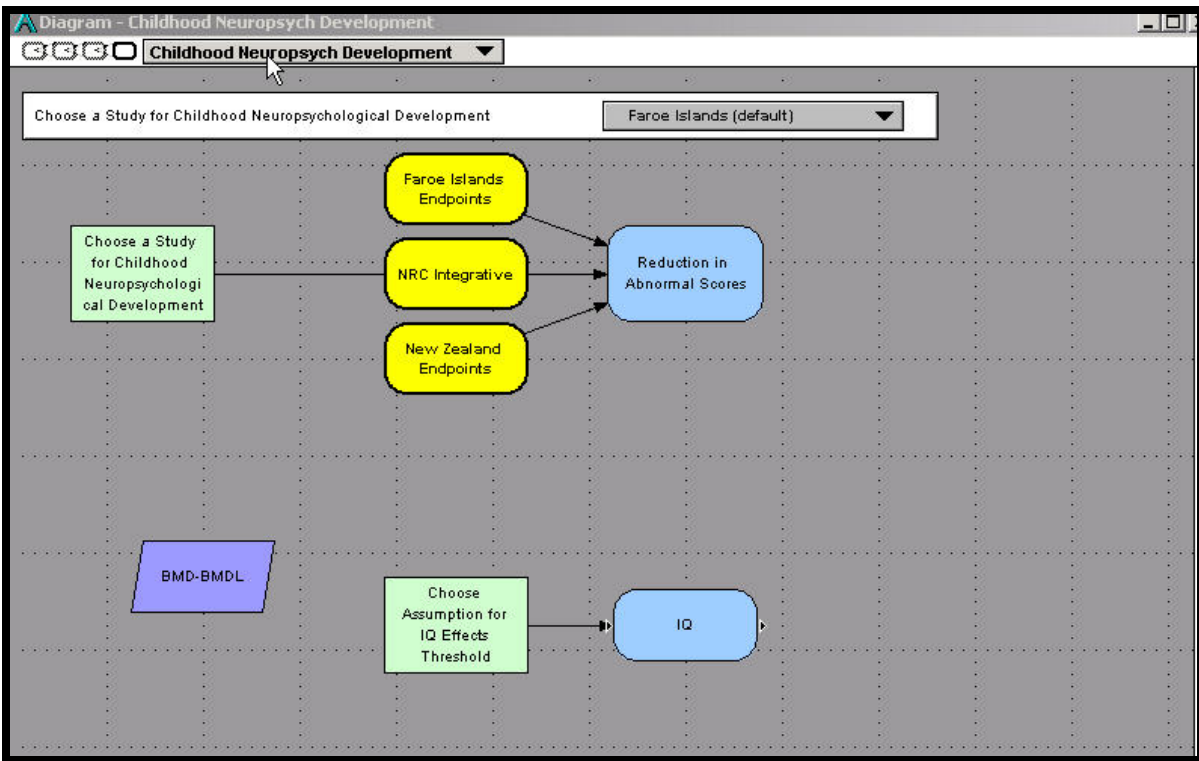 Diagram - Childhood Neuropsych Development
Childhood Neuropsych Development
Choose a Study for Childhood Neuropsychological Development
Faroe Islands (default)
Faroe Islands
Endpoints
Choose a Study
for Childhood
Neuropsychologi
cal Development
NRC Integrative
Reduction in
Abnormal Scores
New Zealand
Endpoints
BMD-BMDL
Choose
Assumption for
IQ Effects
Threshold
IQ